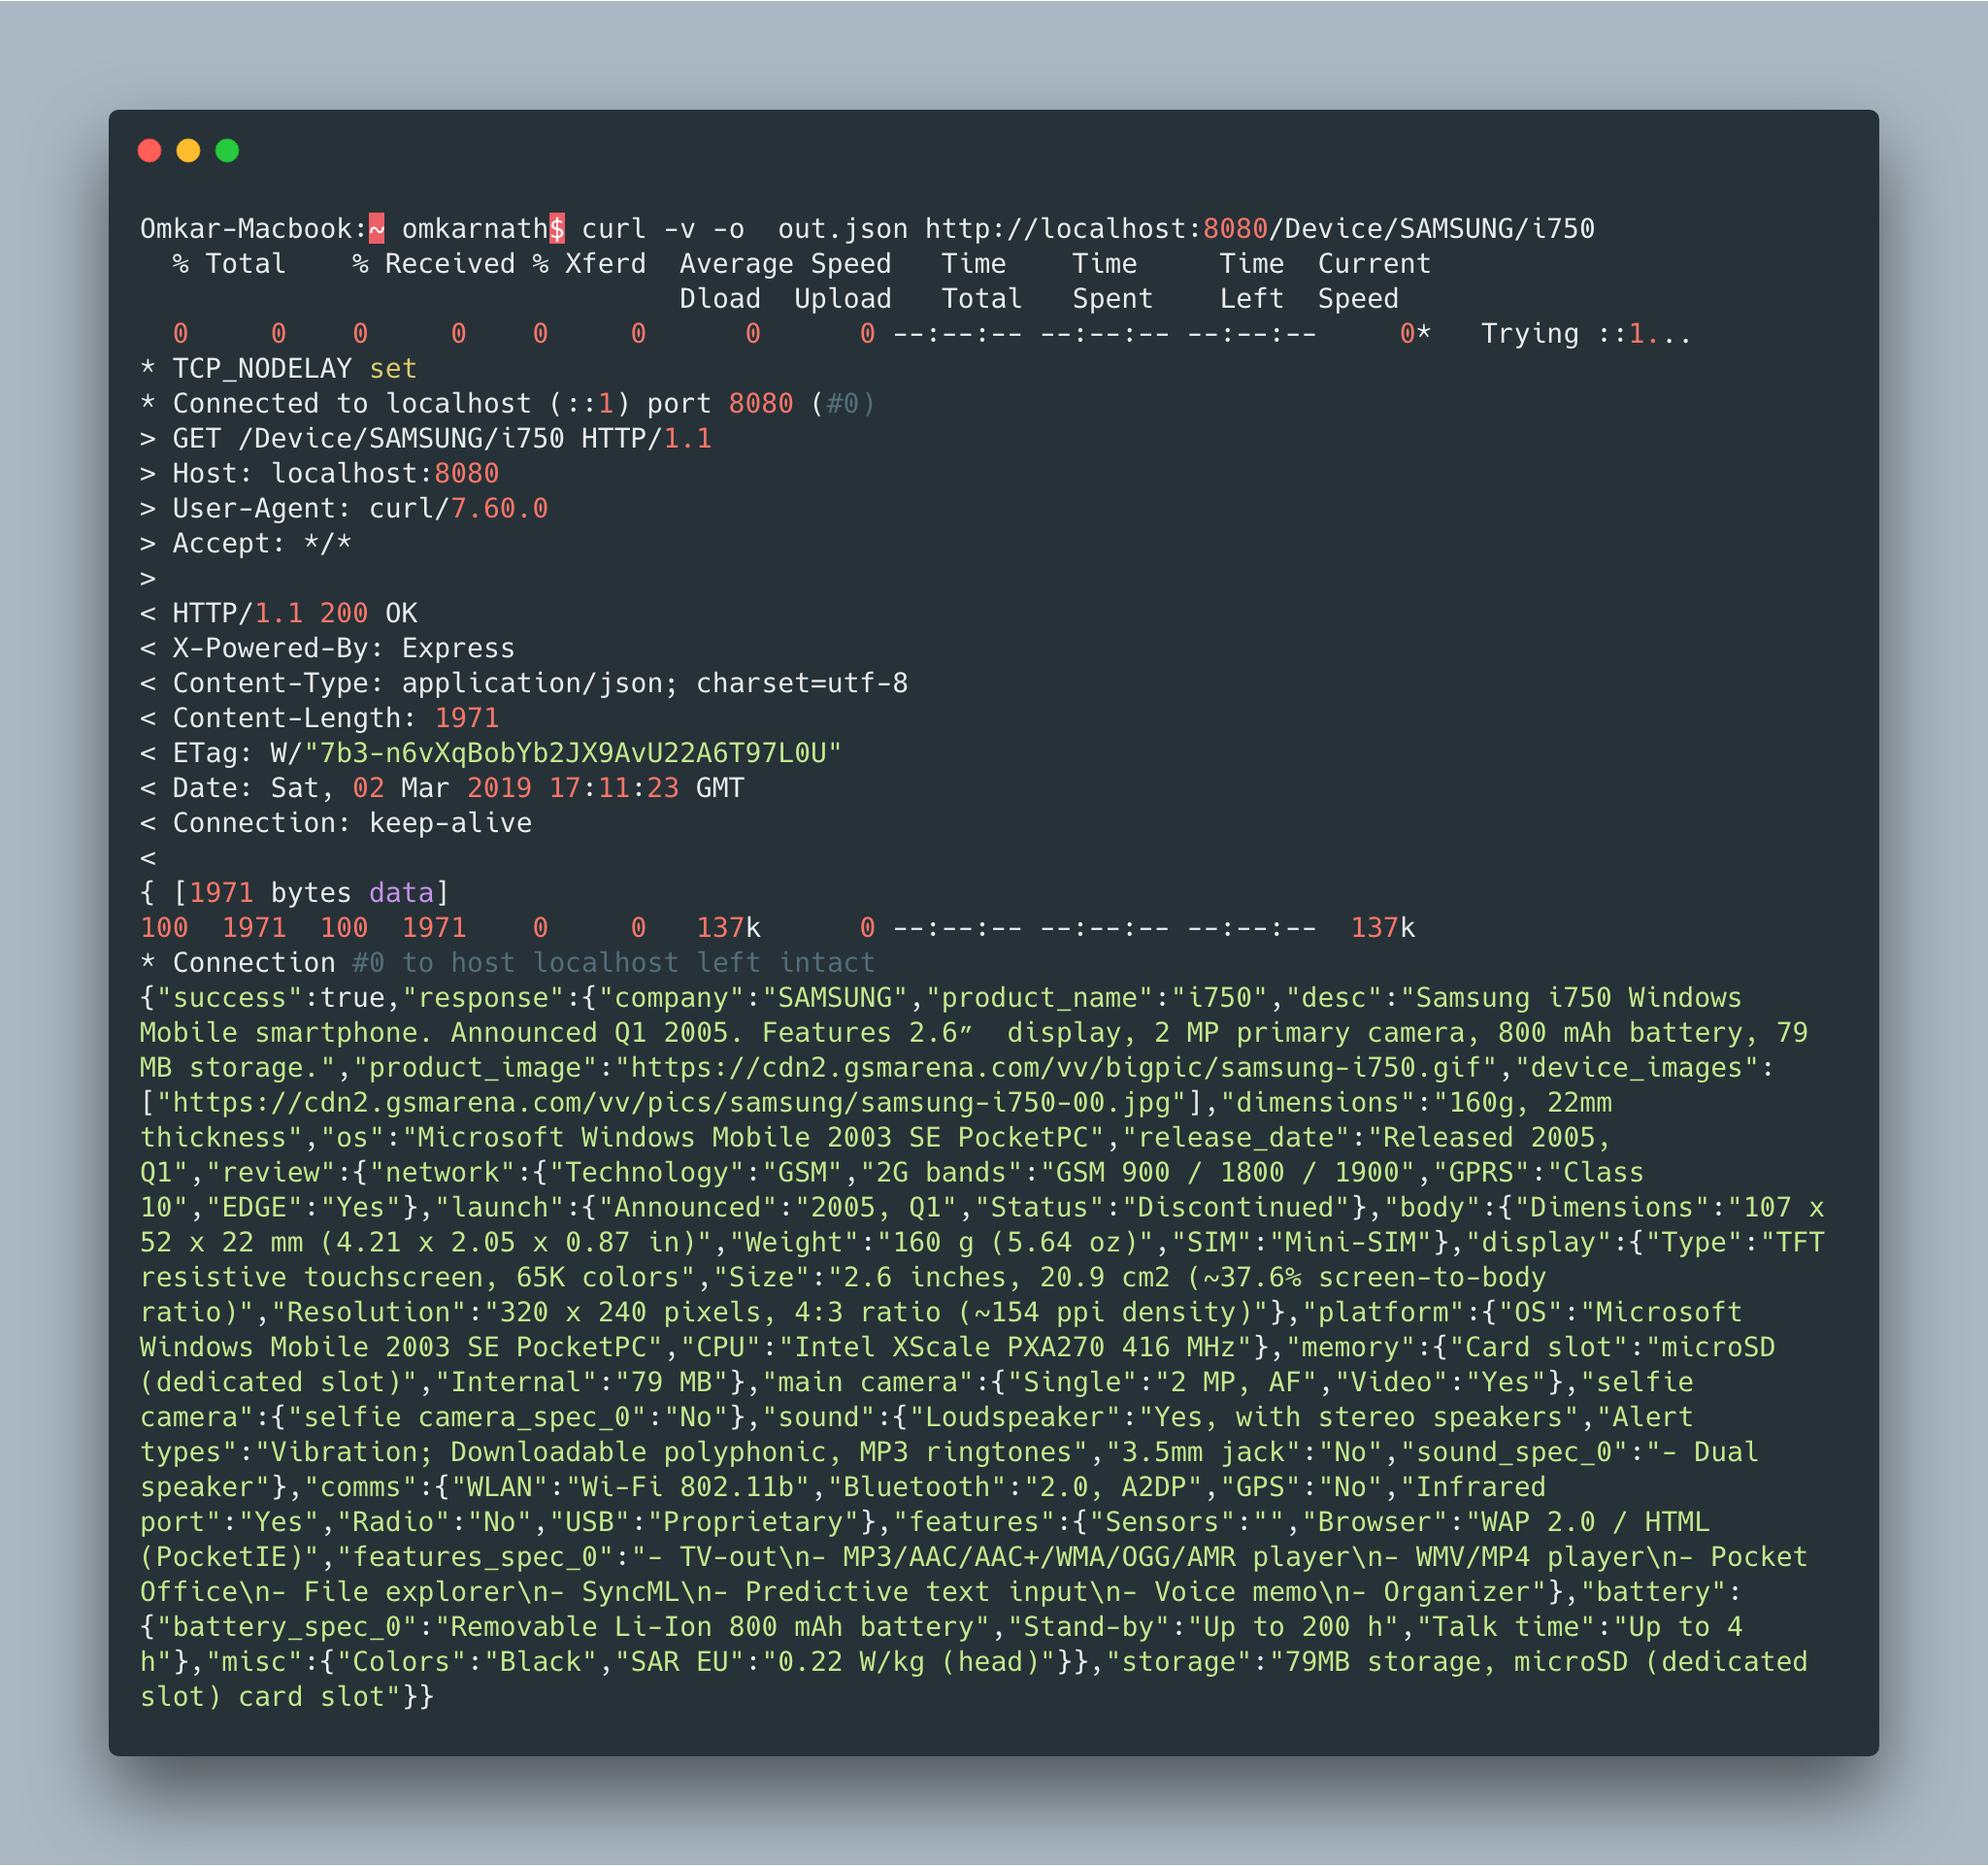 Omkar-Macbook:~ omkarnath$ curl -v -o  out.json http://localhost:8080/Device/SAMSUNG/i750
  % Total    % Received % Xferd  Average Speed   Time    Time     Time  Current
                                 Dload  Upload   Total   Spent    Left  Speed
  0     0    0     0    0     0      0      0 --:--:-- --:--:-- --:--:--     0*   Trying ::1...
* TCP_NODELAY set
* Connected to localhost (::1) port 8080 (#0)
> GET /Device/SAMSUNG/i750 HTTP/1.1
> Host: localhost:8080
> User-Agent: curl/7.60.0
> Accept: */*
>
< HTTP/1.1 200 OK
< X-Powered-By: Express
< Content-Type: application/json; charset=utf-8
< Content-Length: 1971
< ETag: W/"7b3-n6vXqBobYb2JX9AvU22A6T97L0U"
< Date: Sat, 02 Mar 2019 17:11:23 GMT
< Connection: keep-alive
<
{ [1971 bytes data]
100  1971  100  1971    0     0   137k      0 --:--:-- --:--:-- --:--:--  137k
* Connection #0 to host localhost left intact
{"success":true,"response":{"company":"SAMSUNG","product_name":"i750","desc":"Samsung i750 Windows
Mobile smartphone. Announced Q1 2005. Features 2.6″  display, 2 MP primary camera, 800 mAh battery, 79
MB storage.","product_image":"https://cdn2.gsmarena.com/vv/bigpic/samsung-i750.gif","device_images":
["https://cdn2.gsmarena.com/vv/pics/samsung/samsung-i750-00.jpg"],"dimensions":"160g, 22mm
thickness","os":"Microsoft Windows Mobile 2003 SE PocketPC","release_date":"Released 2005,
Q1","review":{"network":{"Technology":"GSM","2G bands":"GSM 900 / 1800 / 1900","GPRS":"Class
10","EDGE":"Yes"},"launch":{"Announced":"2005, Q1","Status":"Discontinued"},"body":{"Dimensions":"107 x
52 x 22 mm (4.21 x 2.05 x 0.87 in)","Weight":"160 g (5.64 oz)","SIM":"Mini-SIM"},"display":{"Type":"TFT
resistive touchscreen, 65K colors","Size":"2.6 inches, 20.9 cm2 (~37.6% screen-to-body
ratio)","Resolution":"320 x 240 pixels, 4:3 ratio (~154 ppi density)"},"platform":{"OS":"Microsoft
Windows Mobile 2003 SE PocketPC","CPU":"Intel XScale PXA270 416 MHz"},"memory":{"Card slot":"microSD
(dedicated slot)","Internal":"79 MB"},"main camera":{"Single":"2 MP, AF","Video":"Yes"},"selfie
camera":{"selfie camera_spec_0":"No"},"sound":{"Loudspeaker":"Yes, with stereo speakers","Alert
types":"Vibration; Downloadable polyphonic, MP3 ringtones","3.5mm jack":"No","sound_spec_0":"- Dual
speaker"},"comms":{"WLAN":"Wi-Fi 802.11b","Bluetooth":"2.0, A2DP","GPS":"No","Infrared
port":"Yes","Radio":"No","USB":"Proprietary"},"features":{"Sensors":"","Browser":"WAP 2.0 / HTML
(PocketIE)","features_spec_0":"- TV-out\n- MP3/AAC/AAC+/WMA/OGG/AMR player\n- WMV/MP4 player\n- Pocket
Office\n- File explorer\n- SyncML\n- Predictive text input\n- Voice memo\n- Organizer"},"battery":
{"battery_spec_0":"Removable Li-Ion 800 mAh battery","Stand-by":"Up to 200 h","Talk time":"Up to 4
h"},"misc":{"Colors":"Black","SAR EU":"0.22 W/kg (head)"}},"storage":"79MB storage, microSD (dedicated
slot) card slot"}}